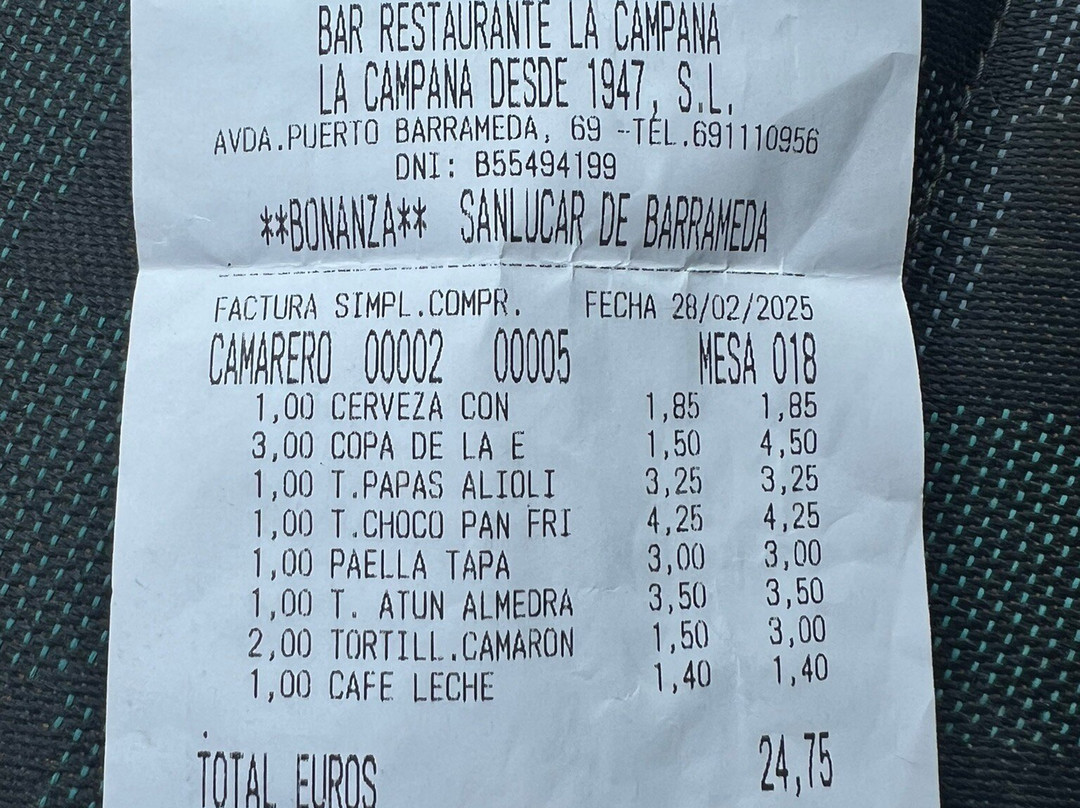 BAR RESTAURANTE LA CAMPANA
LA CAMPANA DESDE 1947, S.L.
AVDA.PUERTO BARRAMEDA, 69 -TEL.691110956
DNI: B55494199
**BONANZA** SANLUCAR DE BARRAMEDA
FACTURA SIMPL.COMPR. FECHA 28/02/2025
CAMARERO 00002 00005 MESA 018
1,00 CERVEZA CON 1,85 1,85
3,00 COPA DE LA E 1,50 4,50
1,00 T.PAPAS ALIOLI 3,25 3,25
1,00 T.CHOCO PAN FRI 4,25 4,25
1,00 PAELLA TAPA 3,00 3,00
1,00 T. ATUN ALMEDRA 3,50 3,50
2,00 TORTILL.CAMARON 1,50 3,00
1,00 CAFE LECHE 1,40 1,40
TOTAL EUROS 24,75